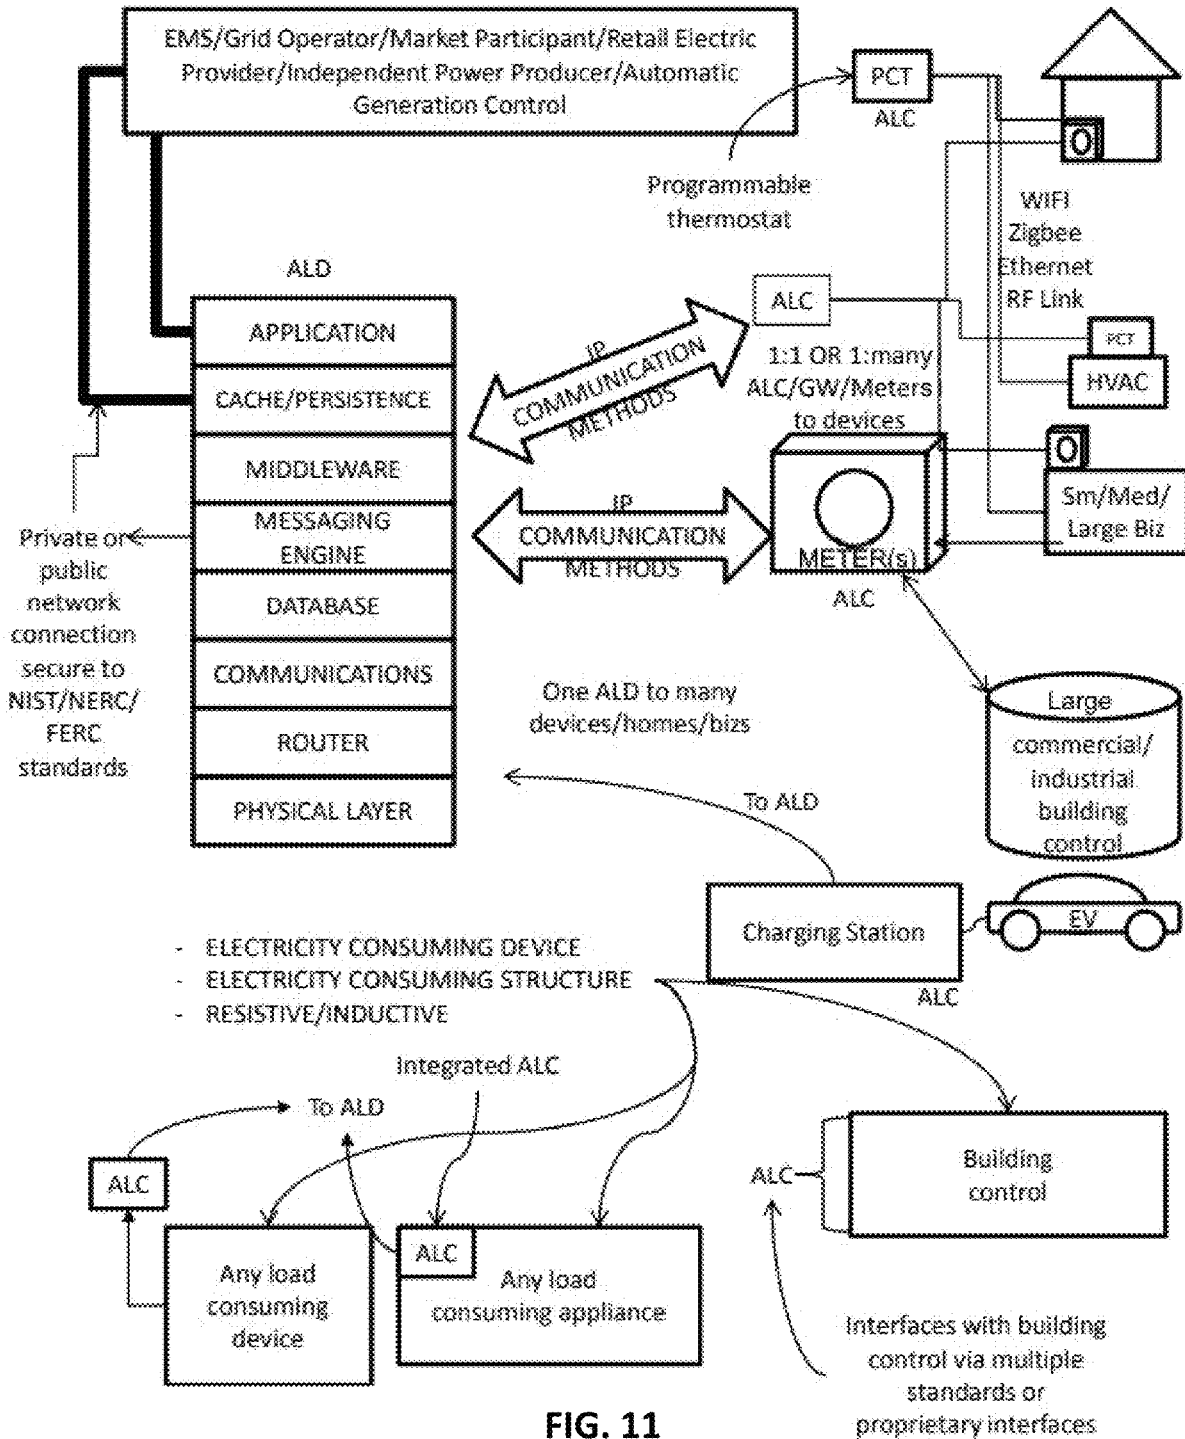 EMS/Grid Operator/Market Participant/Retail Electric
Provider/Independent Power Producer/Automatic
Generation Control
PCT
ALC
Programmable
thermostat
WIFI
Zigbee
Ethernet
RF Link
ALD
APPLICATION
CACHE/PERSISTENCE
MIDDLEWARE
MESSAGING
ENGINE
DATABASE
COMMUNICATIONS
ROUTER
PHYSICAL LAYER
IP
COMMUNICATION
METHODS
ALC
1:1 OR 1:many
ALC/GW/Meters
to devices
PCT
HVAC
IP
COMMUNICATION
METHODS
METER(s)
ALC
Sm/Med/
Large Biz
Private or
public
network
connection
secure to
NIST/NERC/
FERC
standards
One ALD to many
devices/homes/bizs
Large
commercial/
industrial
building
control
To ALD
Charging Station
ALC
EV
- ELECTRICITY CONSUMING DEVICE
- ELECTRICITY CONSUMING STRUCTURE
- RESISTIVE/INDUCTIVE
Integrated ALC
To ALD
ALC
Any load
consuming
device
ALC
Any load
consuming appliance
ALC
Building
control
Interfaces with building
control via multiple
standards or
proprietary interfaces
FIG. 11